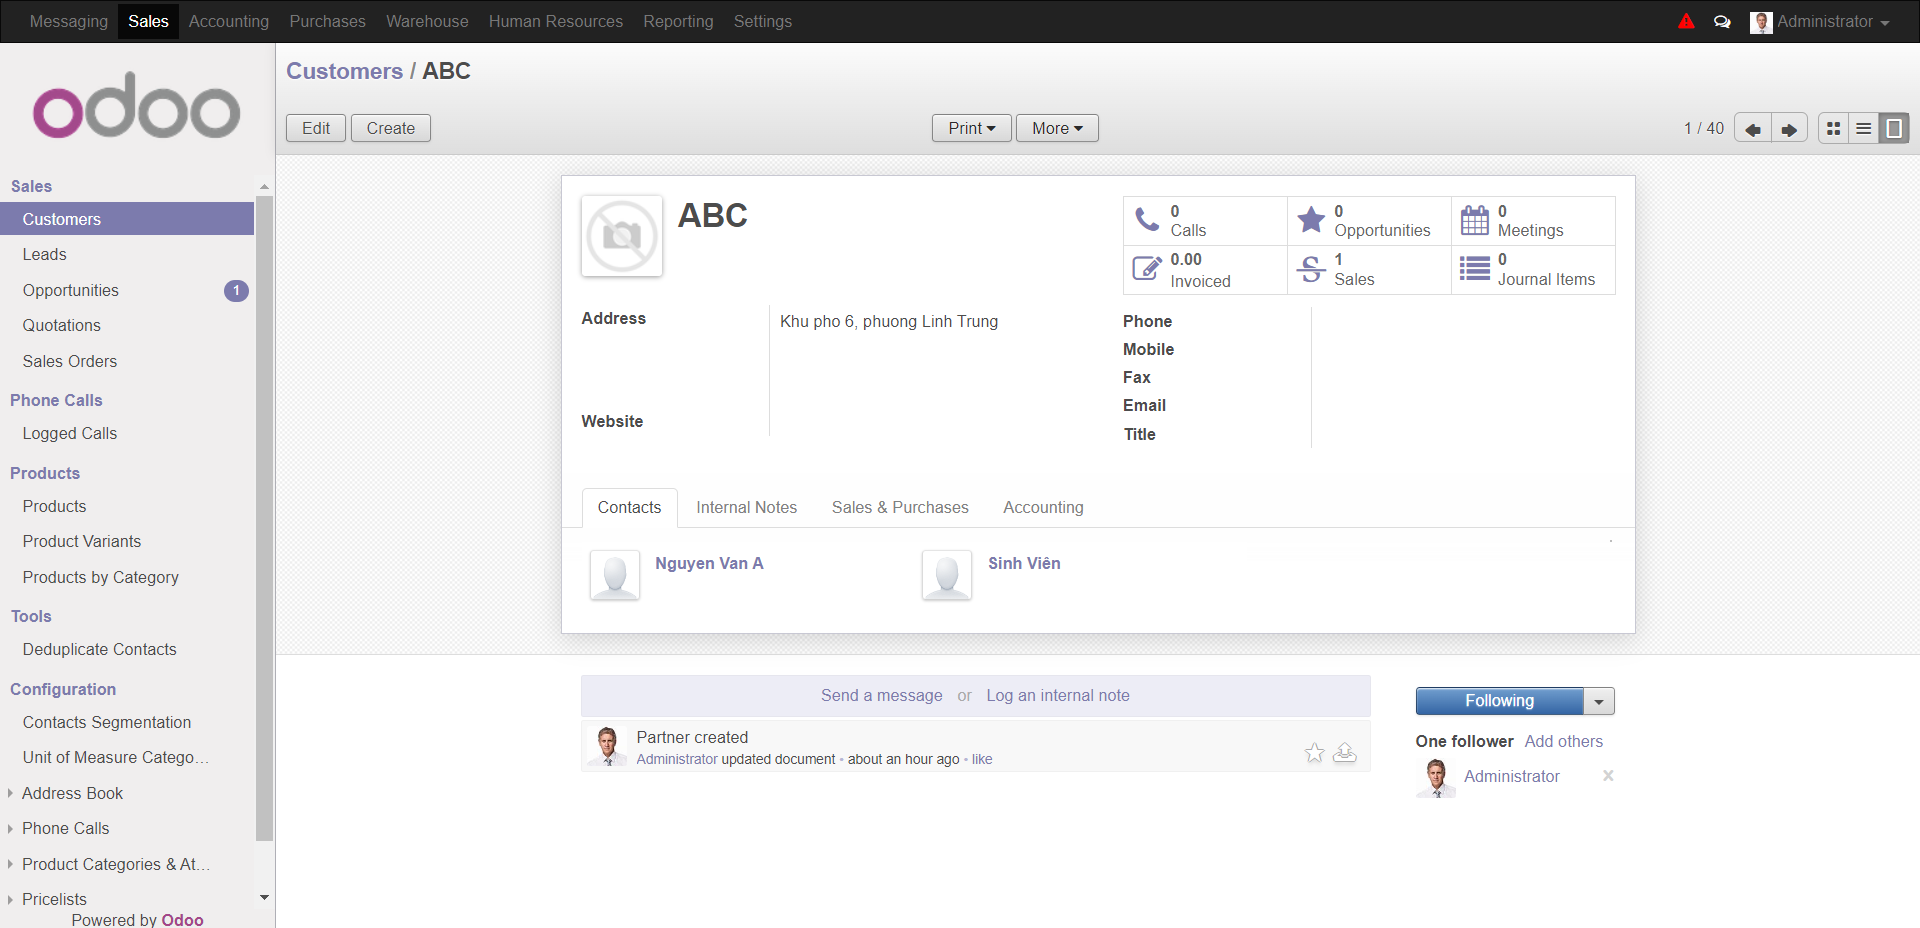 Messaging Sales Accounting Purchases Warehouse Human Resources Reporting Settings Administrator
odoo
Customers / ABC
Edit Create Print More 1 / 40
Sales
Customers
Leads
Opportunities 1
Quotations
Sales Orders
Phone Calls
Logged Calls
Products
Products
Product Variants
Products by Category
Tools
Deduplicate Contacts
Configuration
Contacts Segmentation
Unit of Measure Catego...
Address Book
Phone Calls
Product Categories & At...
Pricelists
Powered by Odoo
ABC
0 Calls
0 Opportunities
0 Meetings
0.00 Invoiced
1 Sales
0 Journal Items
Address Khu pho 6, phuong Linh Trung
Website
Phone
Mobile
Fax
Email
Title
Contacts Internal Notes Sales & Purchases Accounting
Nguyen Van A Sinh Viên
Send a message or Log an internal note
Partner created
Administrator updated document • about an hour ago • like
Following
One follower Add others
Administrator x